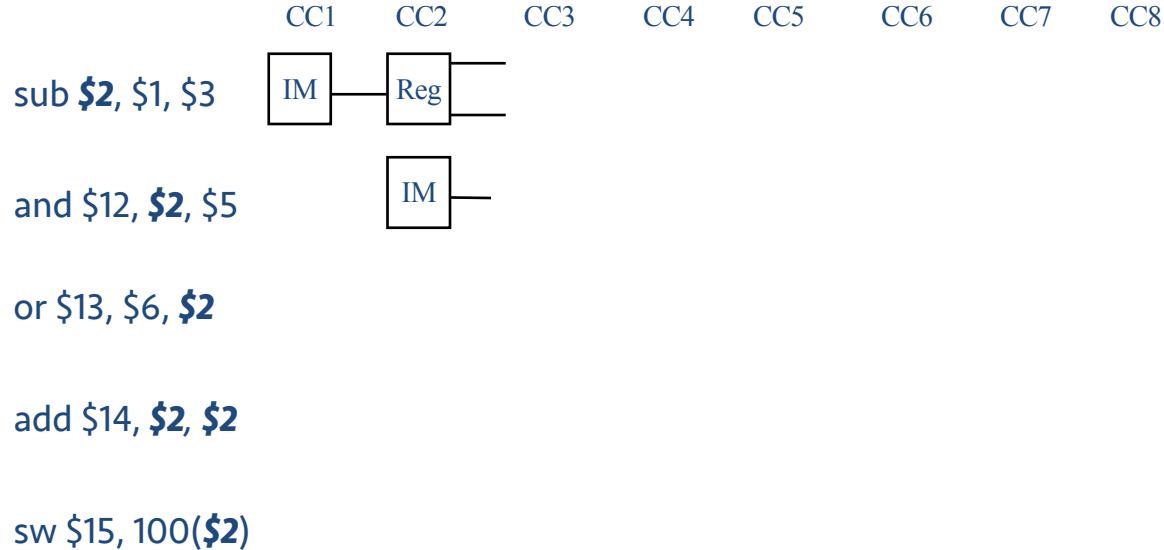 CC1 CC2 CC3 CC4 CC5 CC6 CC7 CC8
sub $2, $1, $3 IM Reg
and $12, $2, $5 IM
or $13, $6, $2
add $14, $2, $2
sw $15, 100($2)